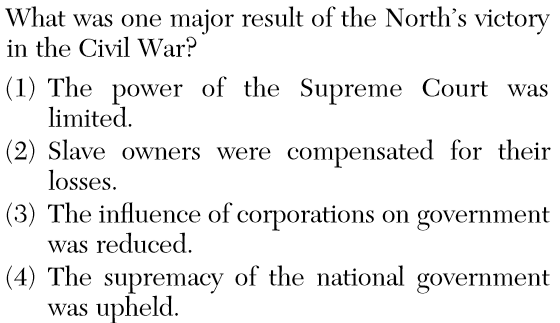 What was one major result of the North’s victory
in the Civil War?
(1) The power of the Supreme Court was
limited.
(2) Slave owners were compensated for their
losses.
(3) The influence of corporations on government
was reduced.
(4) The supremacy of the national government
was upheld.